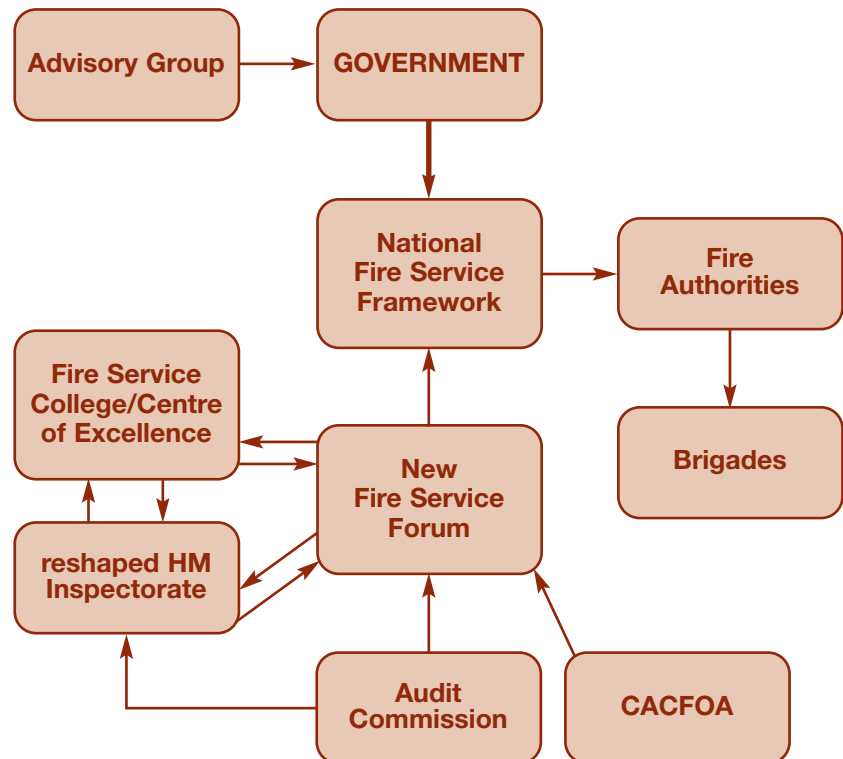 Advisory Group
GOVERNMENT
National
Fire Service
Framework
Fire
Authorities
Fire Service
College/Centre
of Excellence
New
Fire Service
Forum
Brigades
reshaped HM
Inspectorate
Audit
Commission
CACFOA